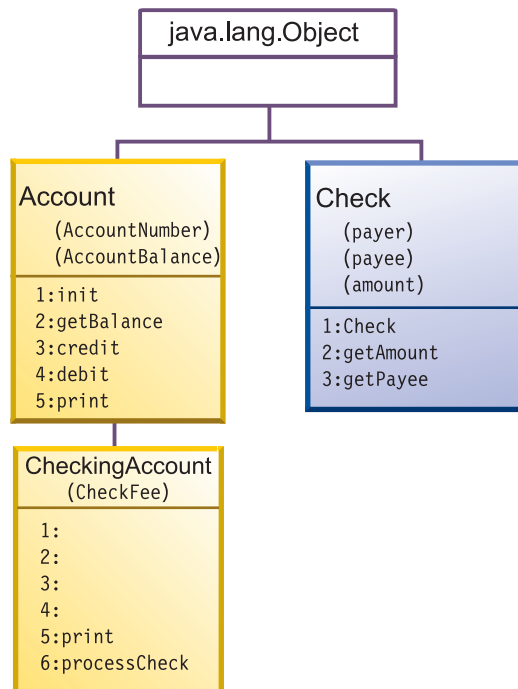 java.lang.Object
Account
(AccountNumber)
(AccountBalance)
1:init
2:getBalance
3:credit
4:debit
5:print
Check
(payer)
(payee)
(amount)
1:Check
2:getAmount
3:getPayee
CheckingAccount
(CheckFee)
1:
2:
3:
4:
5:print
6:processCheck